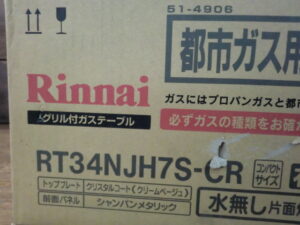 51-4906
都市ガス用
Rinnai
グリル付ガステーブル
ガスにはプロパンガスと都市
必ずガスの種類をお確か
RT34NJH7S-CR
コンパクト
サイズ
トッププレート クリスタルコート(クリームベージュ)
前面パネル シャンパンメタリック
水無し片面焼